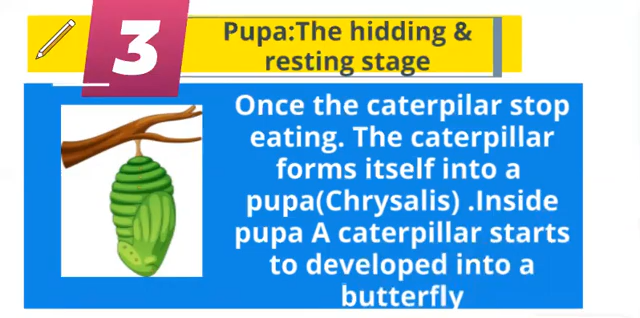 3
Pupa:The hidding &
resting stage
Once the caterpilar stop
eating. The caterpillar
forms itself into a
pupa(Chrysalis) .Inside
pupa A caterpillar starts
to developed into a
butterfly